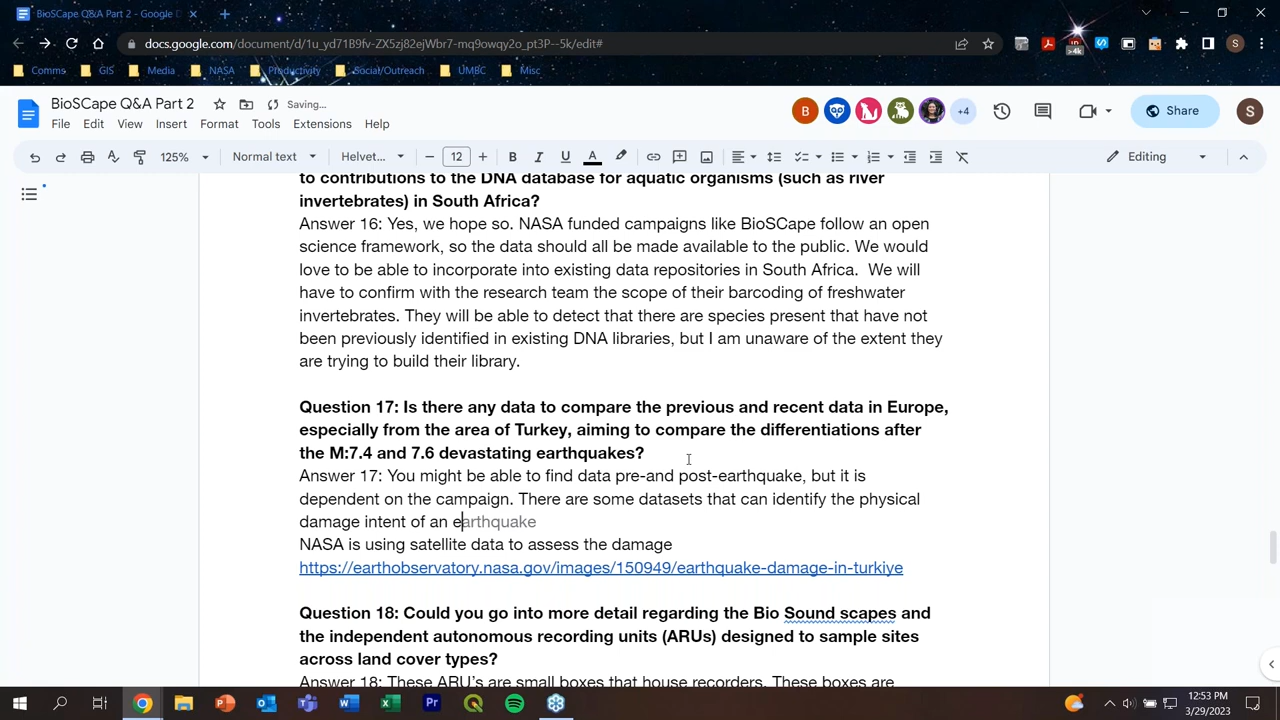 BioSCape Q&A Part 2 - Google D
docs.google.com/document/d/1u_yd71B9fv-ZX5zj82ejWbr7-mq9owqy2o_pt3P--5k/edit#
>4k
S
Comms
GIS
Media
NASA
Productivity
Social/Outreach
UMBC
Misc
BioSCape Q&A Part 2
Saving...
B
+4
Share
S
File Edit View Insert Format Tools Extensions Help
125% Normal text Helvet... 12 B I U A Editing
to contributions to the DNA database for aquatic organisms (such as river
invertebrates) in South Africa?
Answer 16: Yes, we hope so. NASA funded campaigns like BioSCape follow an open
science framework, so the data should all be made available to the public. We would
love to be able to incorporate into existing data repositories in South Africa.  We will
have to confirm with the research team the scope of their barcoding of freshwater
invertebrates. They will be able to detect that there are species present that have not
been previously identified in existing DNA libraries, but I am unaware of the extent they
are trying to build their library.
Question 17: Is there any data to compare the previous and recent data in Europe,
especially from the area of Turkey, aiming to compare the differentiations after
the M:7.4 and 7.6 devastating earthquakes?
Answer 17: You might be able to find data pre-and post-earthquake, but it is
dependent on the campaign. There are some datasets that can identify the physical
damage intent of an earthquake
NASA is using satellite data to assess the damage
https://earthobservatory.nasa.gov/images/150949/earthquake-damage-in-turkiye
Question 18: Could you go into more detail regarding the Bio Sound scapes and
the independent autonomous recording units (ARUs) designed to sample sites
across land cover types?
Answer 18: These ARU's are small boxes that house recorders. These boxes are
12:53 PM
3/29/2023